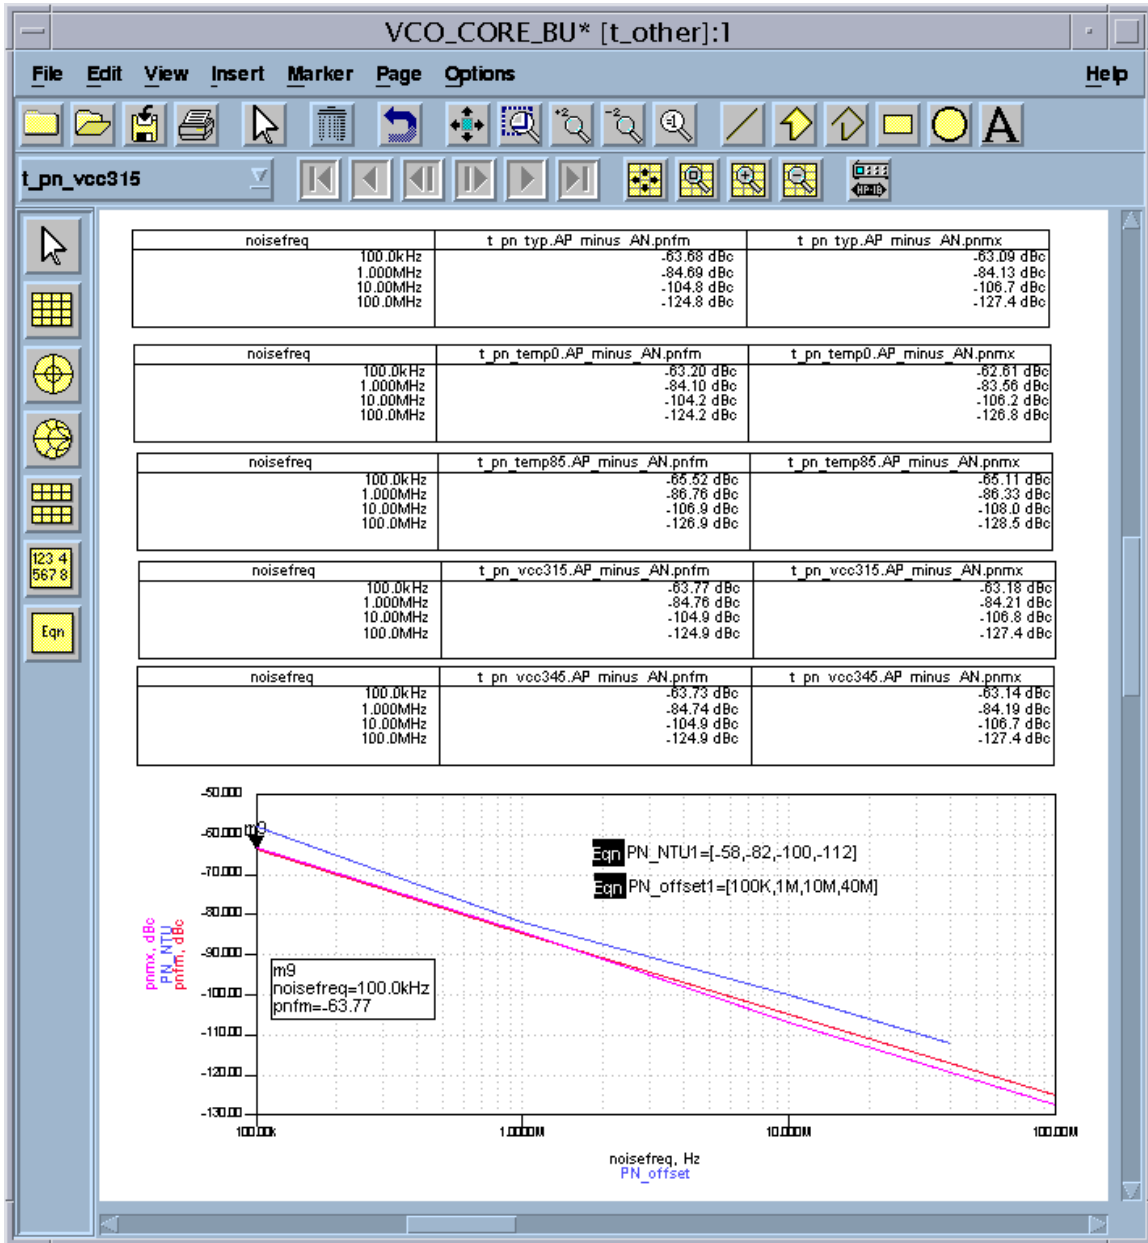 VCO_CORE_BU* [t_other]:1
File Edit View Insert Marker Page Options Help
+2 -2 :1 A
t_pn_vcc315
HP-IB
123 4
567 8
Eqn
noisefreq t_pn_typ.AP_minus_AN.pnfm t_pn_typ.AP_minus_AN.pnmx
100.0kHz -63.68 dBc -63.09 dBc
1.000MHz -84.69 dBc -84.13 dBc
10.00MHz -104.8 dBc -106.7 dBc
100.0MHz -124.8 dBc -127.4 dBc
noisefreq t_pn_temp0.AP_minus_AN.pnfm t_pn_temp0.AP_minus_AN.pnmx
100.0kHz -63.20 dBc -62.61 dBc
1.000MHz -84.10 dBc -83.56 dBc
10.00MHz -104.2 dBc -106.2 dBc
100.0MHz -124.2 dBc -126.8 dBc
noisefreq t_pn_temp85.AP_minus_AN.pnfm t_pn_temp85.AP_minus_AN.pnmx
100.0kHz -65.52 dBc -65.11 dBc
1.000MHz -86.76 dBc -86.33 dBc
10.00MHz -106.9 dBc -108.0 dBc
100.0MHz -126.9 dBc -128.5 dBc
noisefreq t_pn_vcc315.AP_minus_AN.pnfm t_pn_vcc315.AP_minus_AN.pnmx
100.0kHz -63.77 dBc -63.18 dBc
1.000MHz -84.76 dBc -84.21 dBc
10.00MHz -104.9 dBc -106.8 dBc
100.0MHz -124.9 dBc -127.4 dBc
noisefreq t_pn_vcc345.AP_minus_AN.pnfm t_pn_vcc345.AP_minus_AN.pnmx
100.0kHz -63.73 dBc -63.14 dBc
1.000MHz -84.74 dBc -84.19 dBc
10.00MHz -104.9 dBc -106.7 dBc
100.0MHz -124.9 dBc -127.4 dBc
-50.000
-60.000
-70.000
-80.000
-90.000
-100.00
-110.00
-120.00
-130.00
pnmx, dBc
PN_NTU
pnfm, dBc
m9
Eqn PN_NTU1=[-58,-82,-100,-112]
Eqn PN_offset1=[100K,1M,10M,40M]
m9
noisefreq=100.0kHz
pnfm=-63.77
100.00k 1.0000M 10.000M 100.00M
noisefreq, Hz
PN_offset